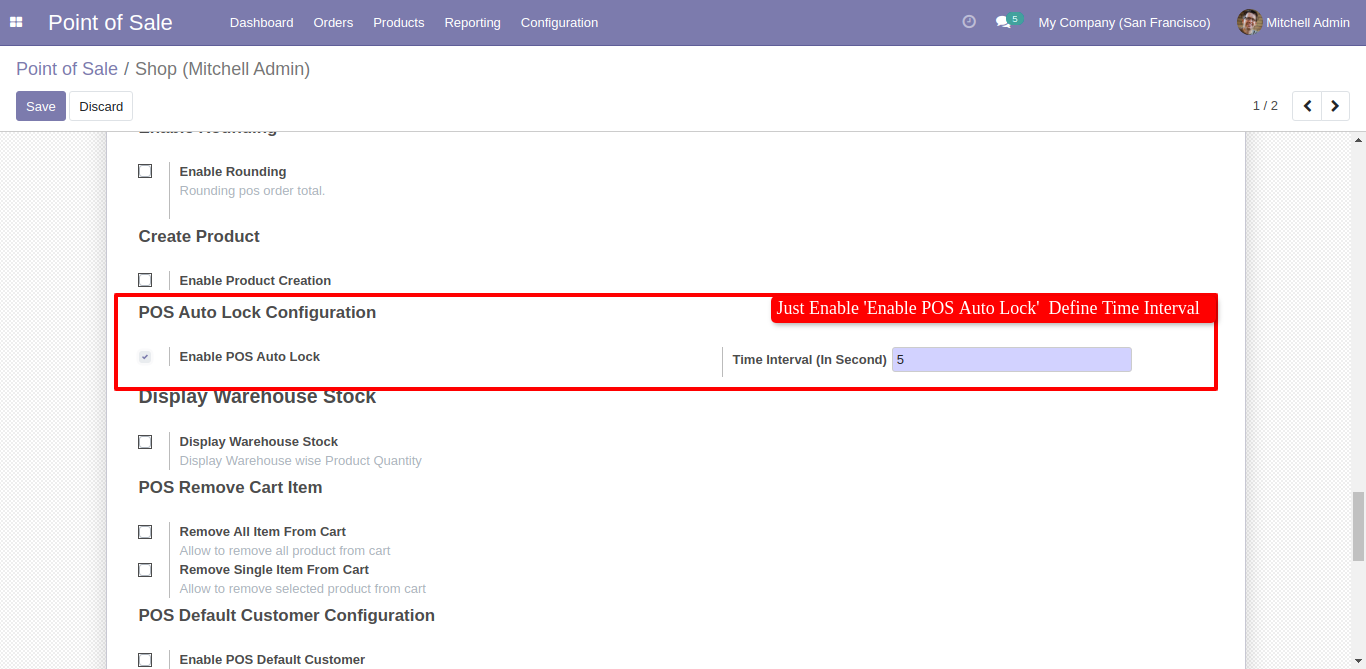 Point of Sale Dashboard Orders Products Reporting Configuration 5 My Company (San Francisco) Mitchell Admin
Point of Sale / Shop (Mitchell Admin)
Save Discard 1 / 2
Enable Rounding
Enable Rounding
Rounding pos order total.
Create Product
Enable Product Creation
Just Enable 'Enable POS Auto Lock' Define Time Interval
POS Auto Lock Configuration
Enable POS Auto Lock Time Interval (In Second) 5
Display Warehouse Stock
Display Warehouse Stock
Display Warehouse wise Product Quantity
POS Remove Cart Item
Remove All Item From Cart
Allow to remove all product from cart
Remove Single Item From Cart
Allow to remove selected product from cart
POS Default Customer Configuration
Enable POS Default Customer